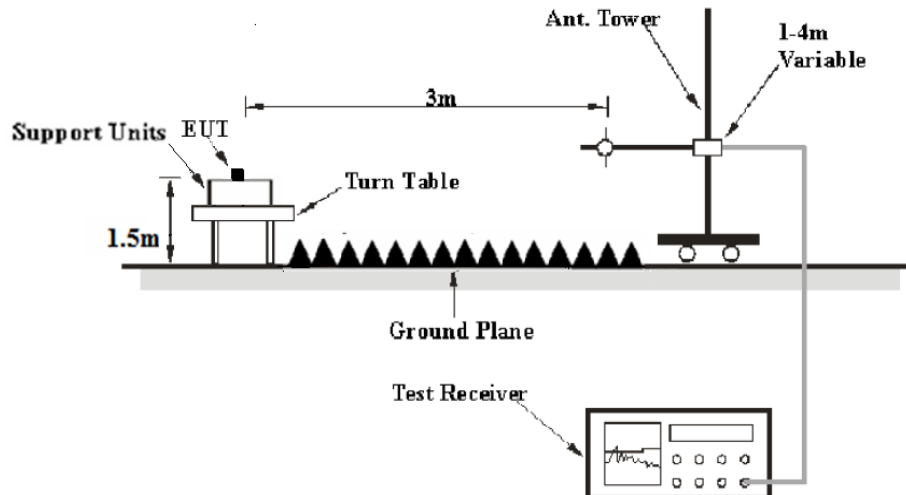 Ant. Tower
1-4m
Variable
3m
Support Units
EUT
Turn Table
1.5m
Ground Plane
Test Receiver